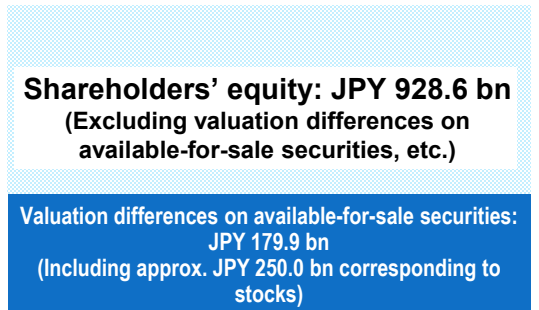 Shareholders’ equity: JPY 928.6 bn
(Excluding valuation differences on
available-for-sale securities, etc.)
Valuation differences on available-for-sale securities:
JPY 179.9 bn
(Including approx. JPY 250.0 bn corresponding to
stocks)